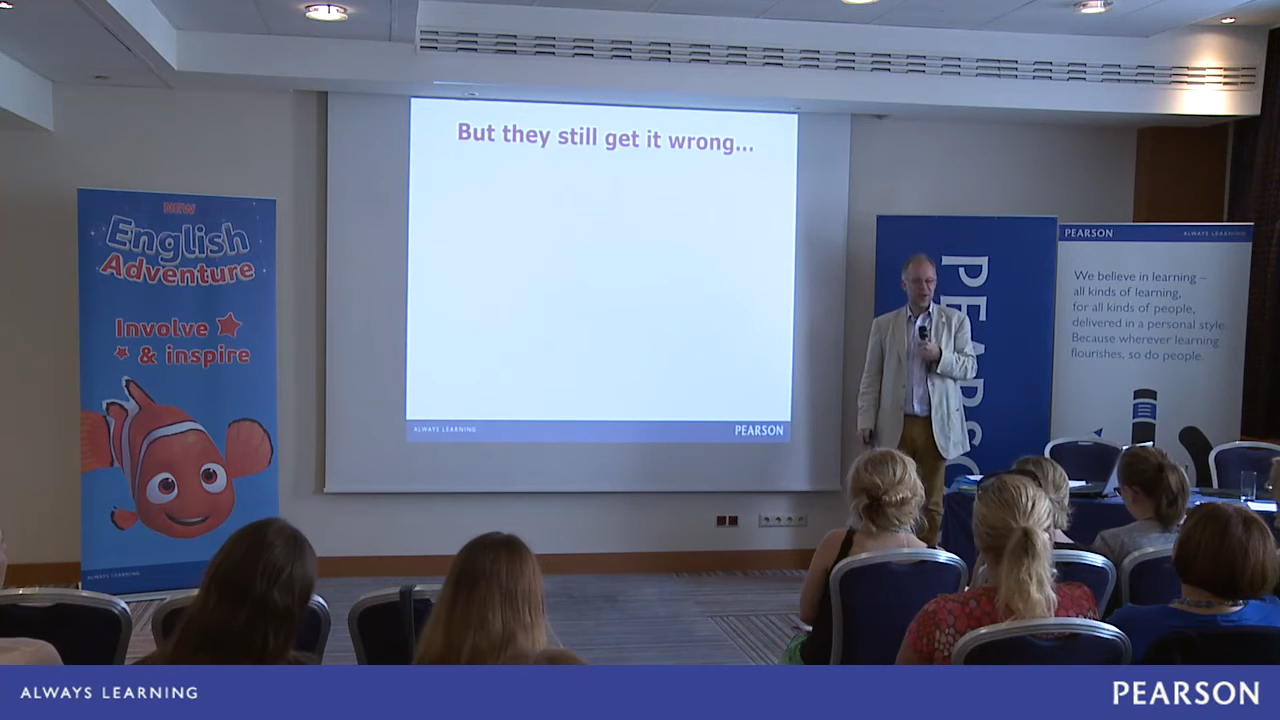 But they still get it wrong...
ALWAYS LEARNING
PEARSON
NEW
English
Adventure
Involve
& inspire
ALWAYS LEARNING
PEARSON
PEARSON
ALWAYS LEARNING
We believe in learning –
all kinds of learning,
for all kinds of people,
delivered in a personal style.
Because wherever learning
flourishes, so do people.
ALWAYS LEARNING
PEARSON